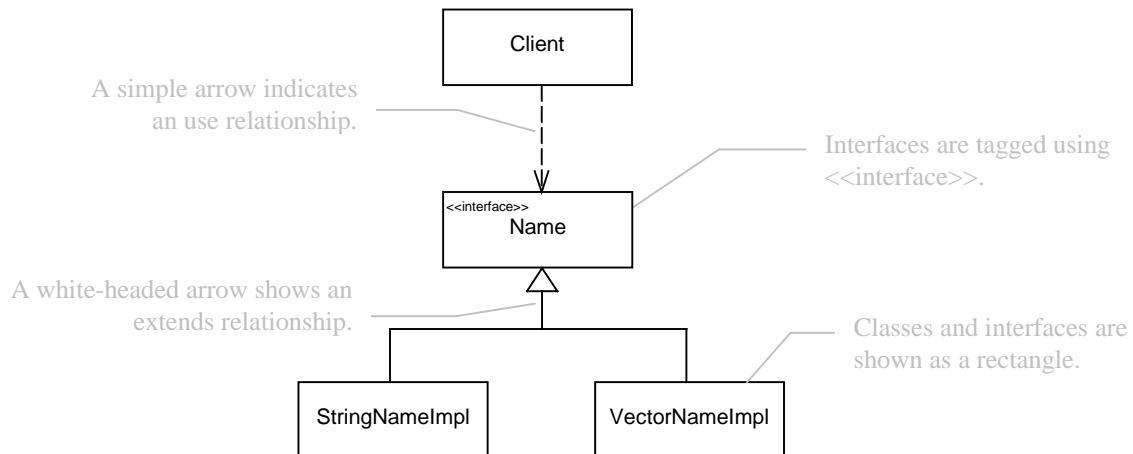 Client
A simple arrow indicates
an use relationship.
Interfaces are tagged using
<<interface>>.
<<interface>>
Name
A white-headed arrow shows an
extends relationship.
Classes and interfaces are
shown as a rectangle.
StringNameImpl
VectorNameImpl